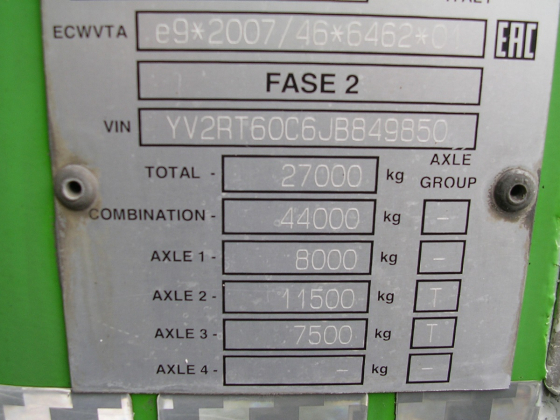 ECWVTA e9*2007/46*6462*01 EAC
FASE 2
VIN YV2RT60C6JB849850
AXLE GROUP
TOTAL - 27000 kg
COMBINATION - 44000 kg -
AXLE 1 - 8000 kg -
AXLE 2 - 11500 kg T
AXLE 3 - 7500 kg T
AXLE 4 - - kg -